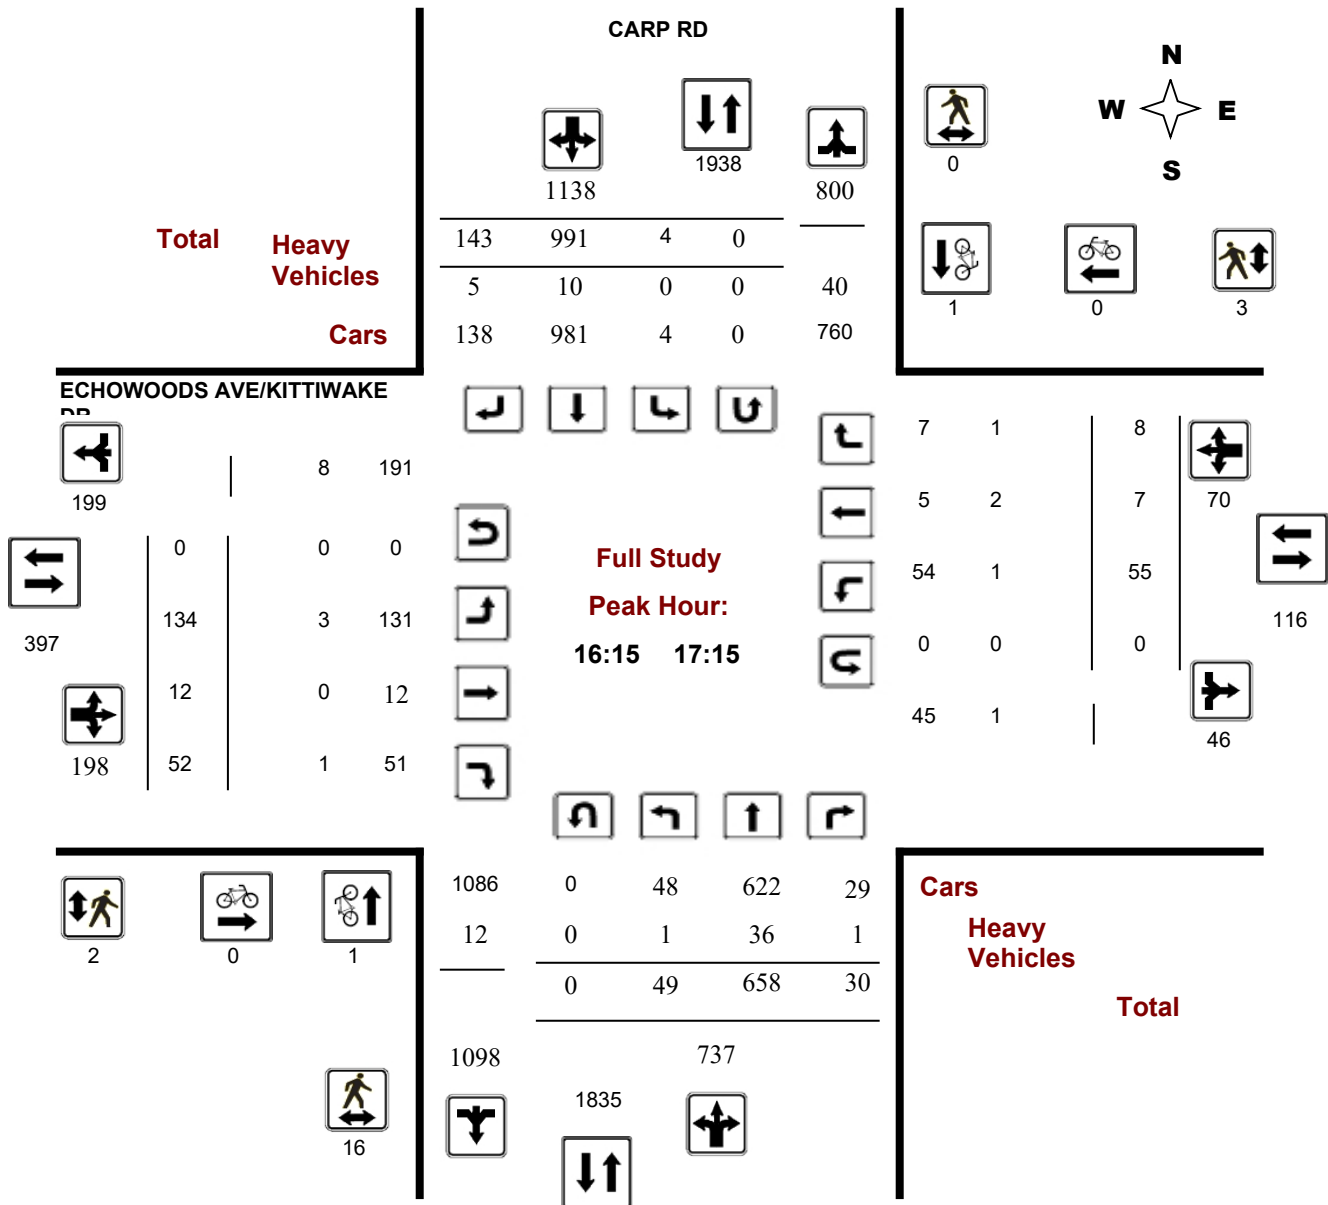 CARP RD
N
W E
S
1938
0
1138
800
Total
Heavy
Vehicles
Cars
143 991 4 0
5 10 0 0 40
138 981 4 0 760
1 0 3
ECHOWOODS AVE/KITTIWAKE
DR
8 191
199
0 0 0
134 3 131
397
12 0 12
198 52 1 51
Full Study
Peak Hour:
16:15 17:15
7 1 8
5 2 7 70
54 1 55
116
0 0 0
45 1
46
2 0 1
1086 0 48 622 29
12 0 1 36 1
0 49 658 30
1098 737
1835
16
Cars
Heavy
Vehicles
Total